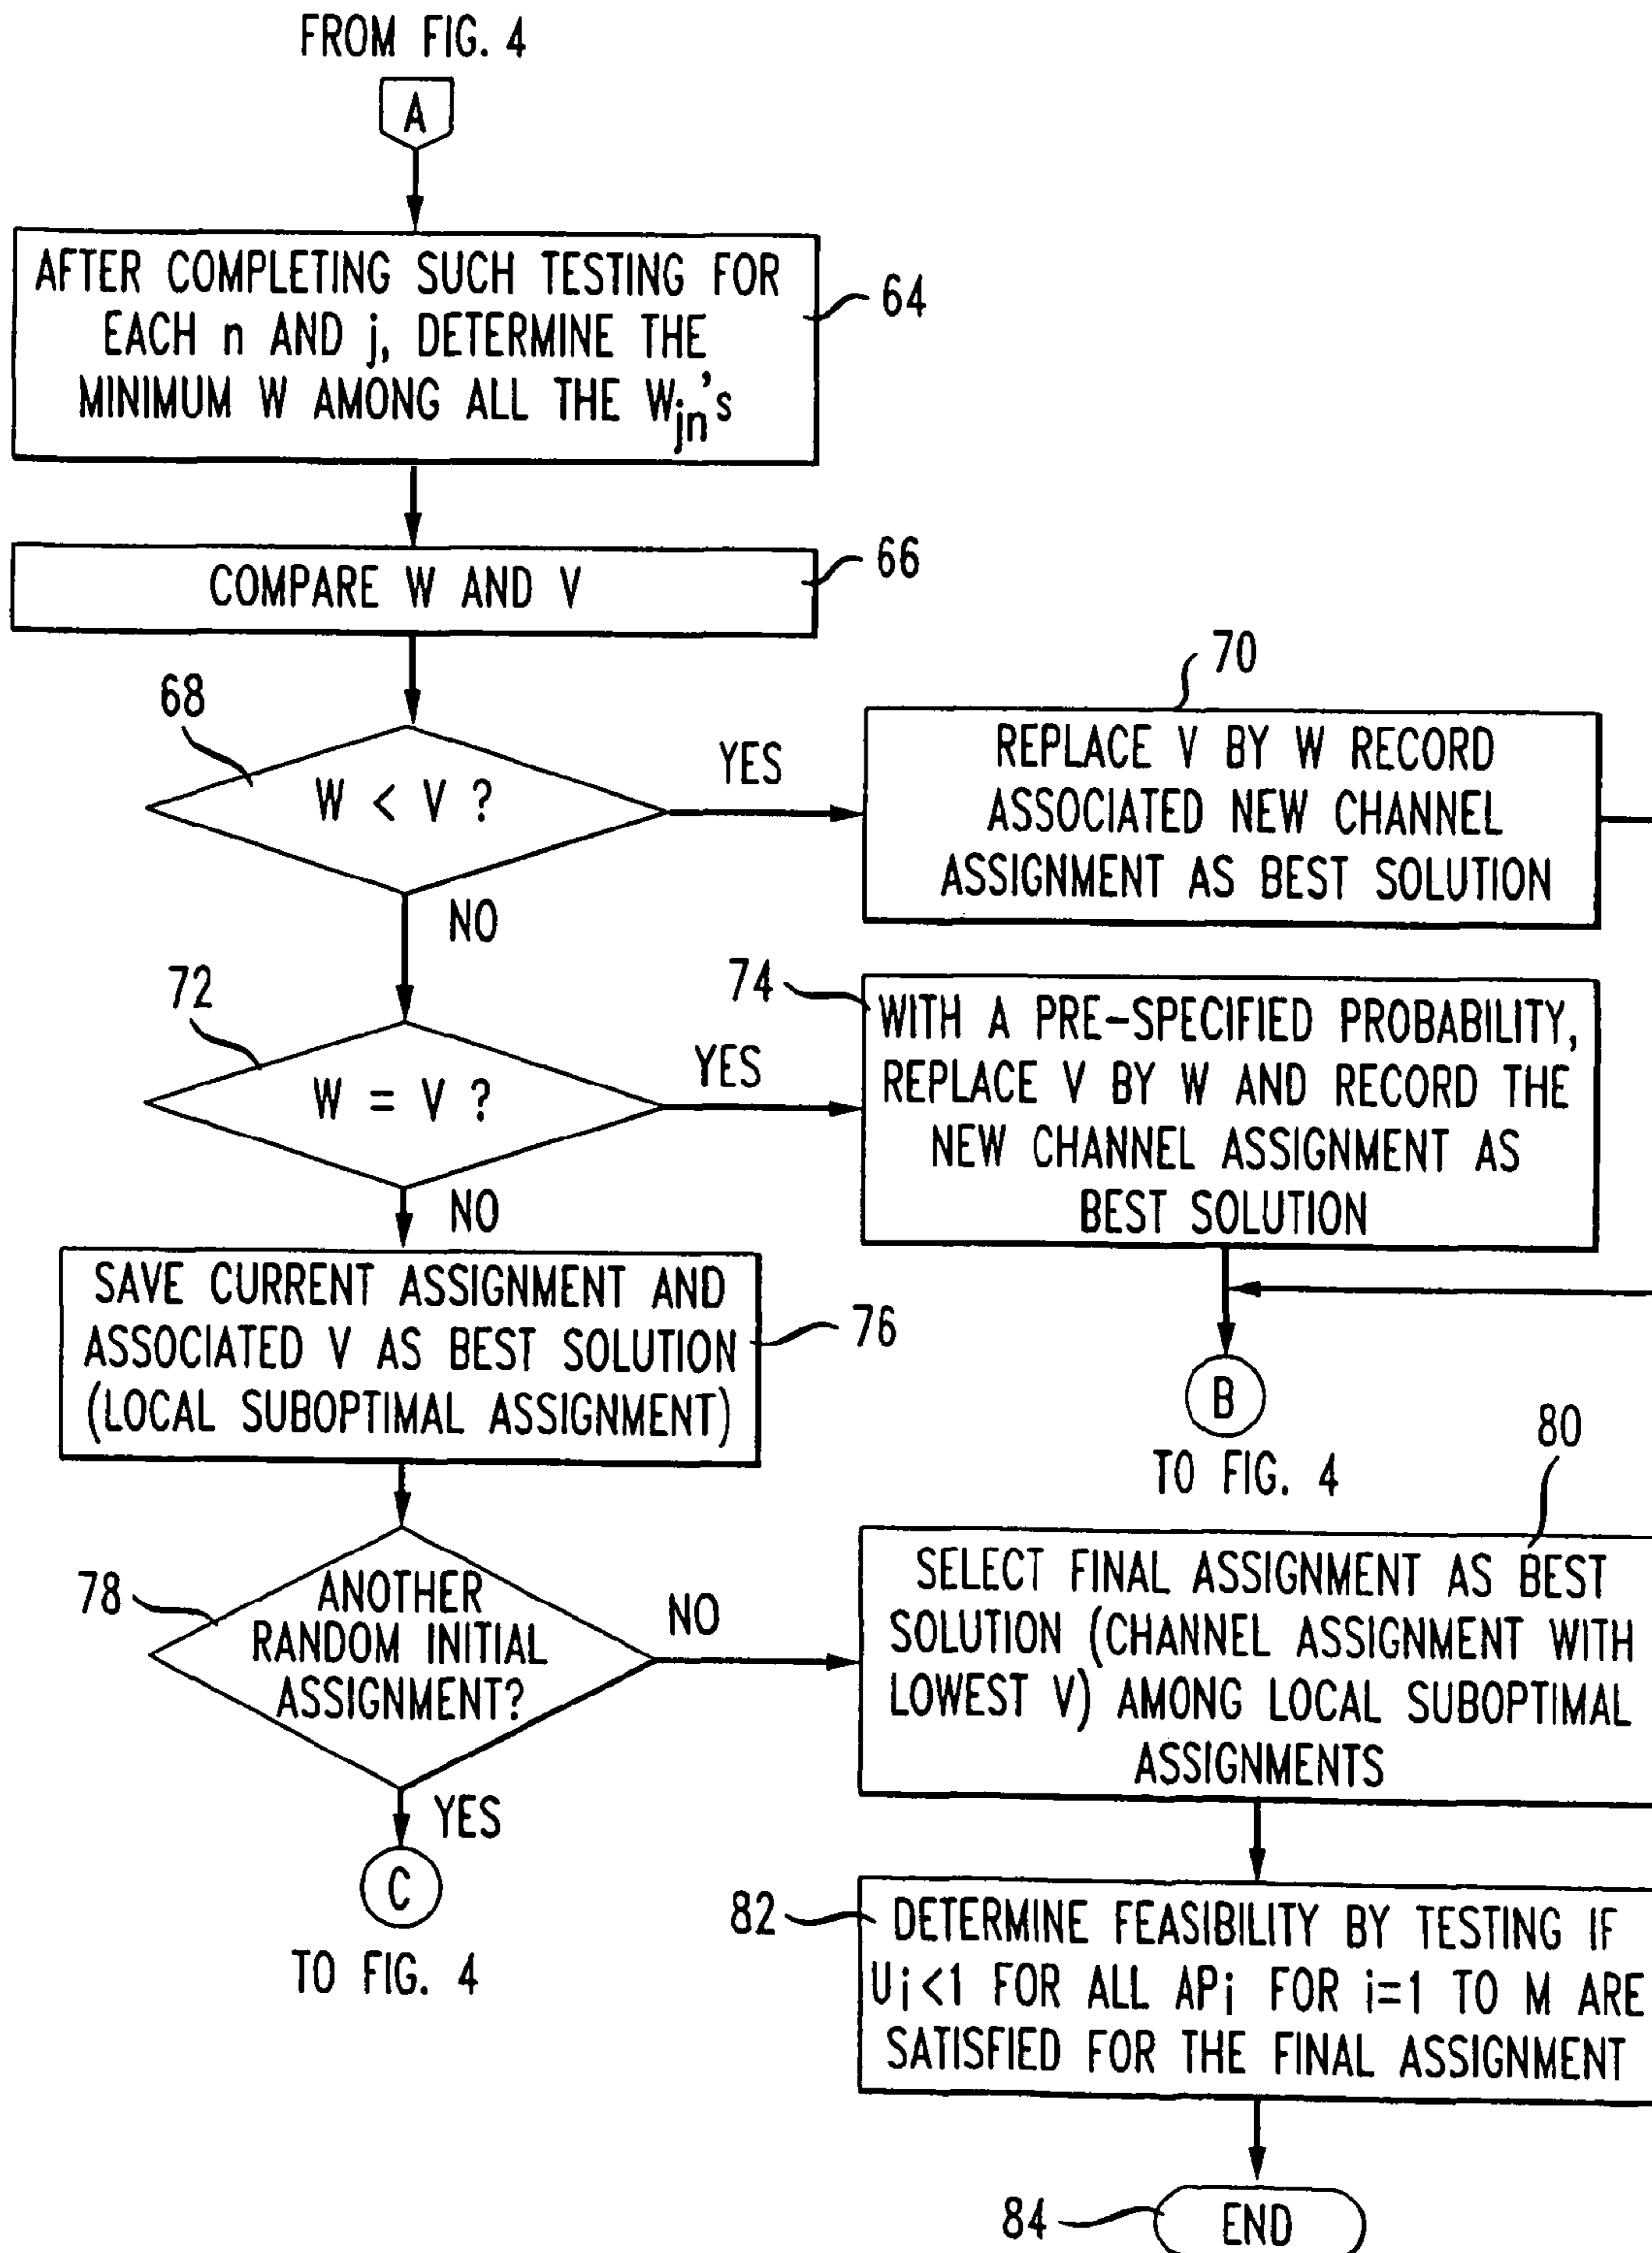 FROM FIG. 4
A
AFTER COMPLETING SUCH TESTING FOR
EACH n AND j, DETERMINE THE
MINIMUM W AMONG ALL THE Wjn's
64
COMPARE W AND V
66
68
W < V ?
YES
NO
70
REPLACE V BY W RECORD
ASSOCIATED NEW CHANNEL
ASSIGNMENT AS BEST SOLUTION
72
W = V ?
YES
NO
74
WITH A PRE-SPECIFIED PROBABILITY,
REPLACE V BY W AND RECORD THE
NEW CHANNEL ASSIGNMENT AS
BEST SOLUTION
B
TO FIG. 4
SAVE CURRENT ASSIGNMENT AND
ASSOCIATED V AS BEST SOLUTION
(LOCAL SUBOPTIMAL ASSIGNMENT)
76
78
ANOTHER
RANDOM INITIAL
ASSIGNMENT?
NO
YES
C
TO FIG. 4
80
SELECT FINAL ASSIGNMENT AS BEST
SOLUTION (CHANNEL ASSIGNMENT WITH
LOWEST V) AMONG LOCAL SUBOPTIMAL
ASSIGNMENTS
82
DETERMINE FEASIBILITY BY TESTING IF
Ui<1 FOR ALL APi FOR i=1 TO M ARE
SATISFIED FOR THE FINAL ASSIGNMENT
84
END